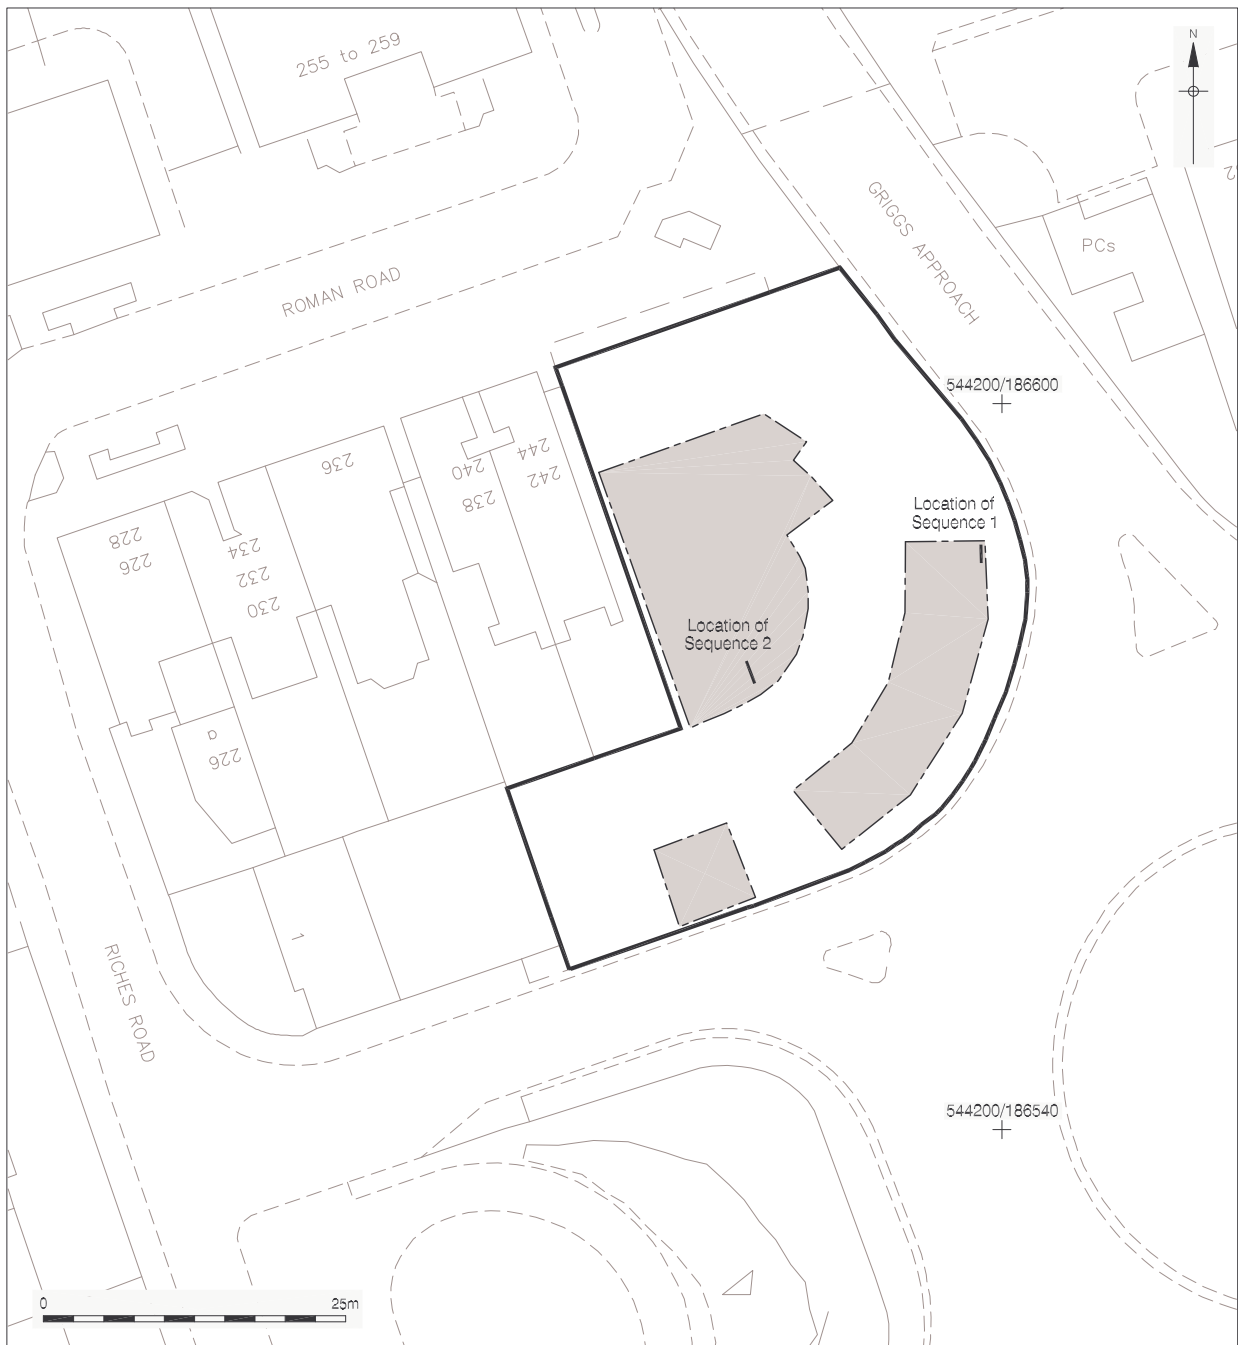 255 to 259
N
GRIGGS APPROACH
PCs
ROMAN ROAD
544200/186600
236
240
238
244
242
Location of
Sequence 1
228
226
234
232
230
Location of
Sequence 2
a
226
1
RICHES ROAD
544200/186540
0
25m